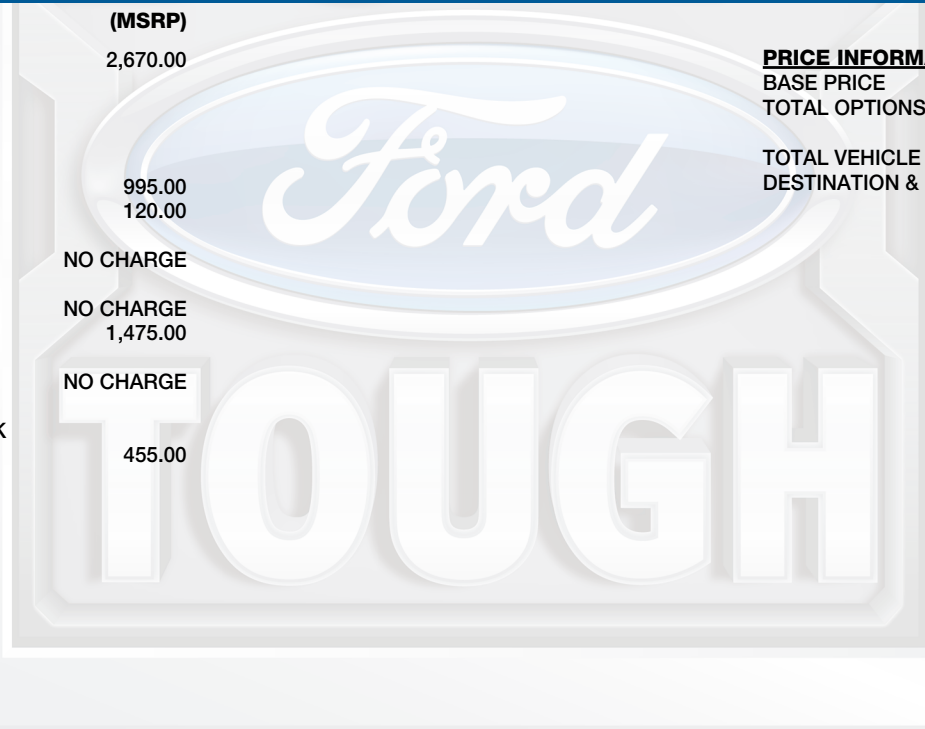 (MSRP)
2,670.00
995.00
120.00
NO CHARGE
NO CHARGE
1,475.00
NO CHARGE
K
455.00
PRICE INFORMA
BASE PRICE
TOTAL OPTIONS
TOTAL VEHICLE
DESTINATION &
Ford
TOUGH